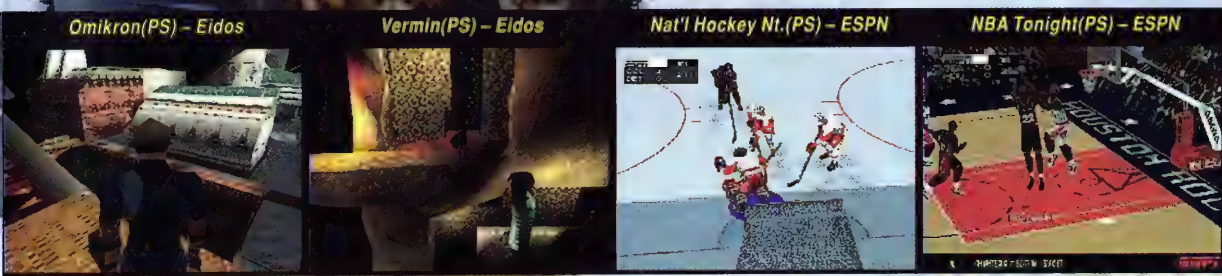 Omikron(PS) – Eidos
Vermin(PS) – Eidos
Nat'l Hockey Nt.(PS) – ESPN
NBA Tonight(PS) – ESPN
HOUSTON